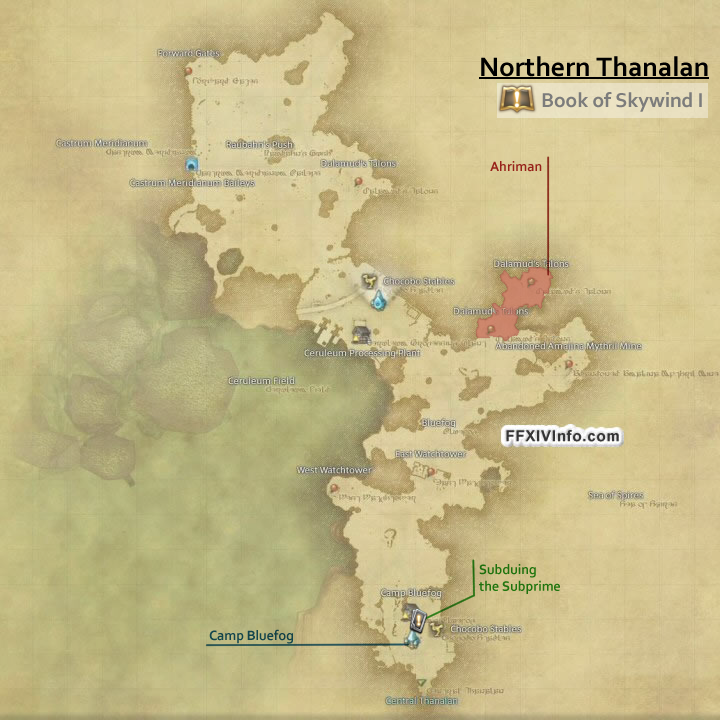 Forward Gates
Northern Thanalan
Book of Skywind I
Castrum Meridianum
Raubahn's Push
Dalamud's Talons
Ahriman
Castrum Meridianum Baileys
Dalamud's Talons
Chocobo Stables
Dalamud's Talons
Abandoned Amajina Mythril Mine
Ceruleum Processing Plant
Ceruleum Field
Bluefog
FFXIVInfo.com
East Watchtower
West Watchtower
Sea of Spires
Subduing
the Subprime
Camp Bluefog
Chocobo Stables
Camp Bluefog
Central Thanalan